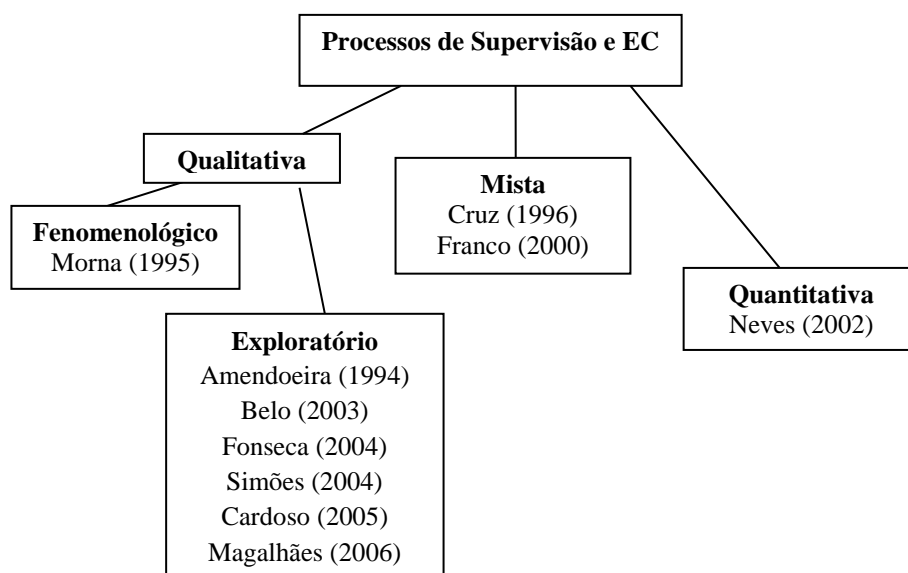 Processos de Supervisão e EC
Qualitativa
Fenomenológico
Morna (1995)
Exploratório
Amendoeira (1994)
Belo (2003)
Fonseca (2004)
Simões (2004)
Cardoso (2005)
Magalhães (2006)
Mista
Cruz (1996)
Franco (2000)
Quantitativa
Neves (2002)